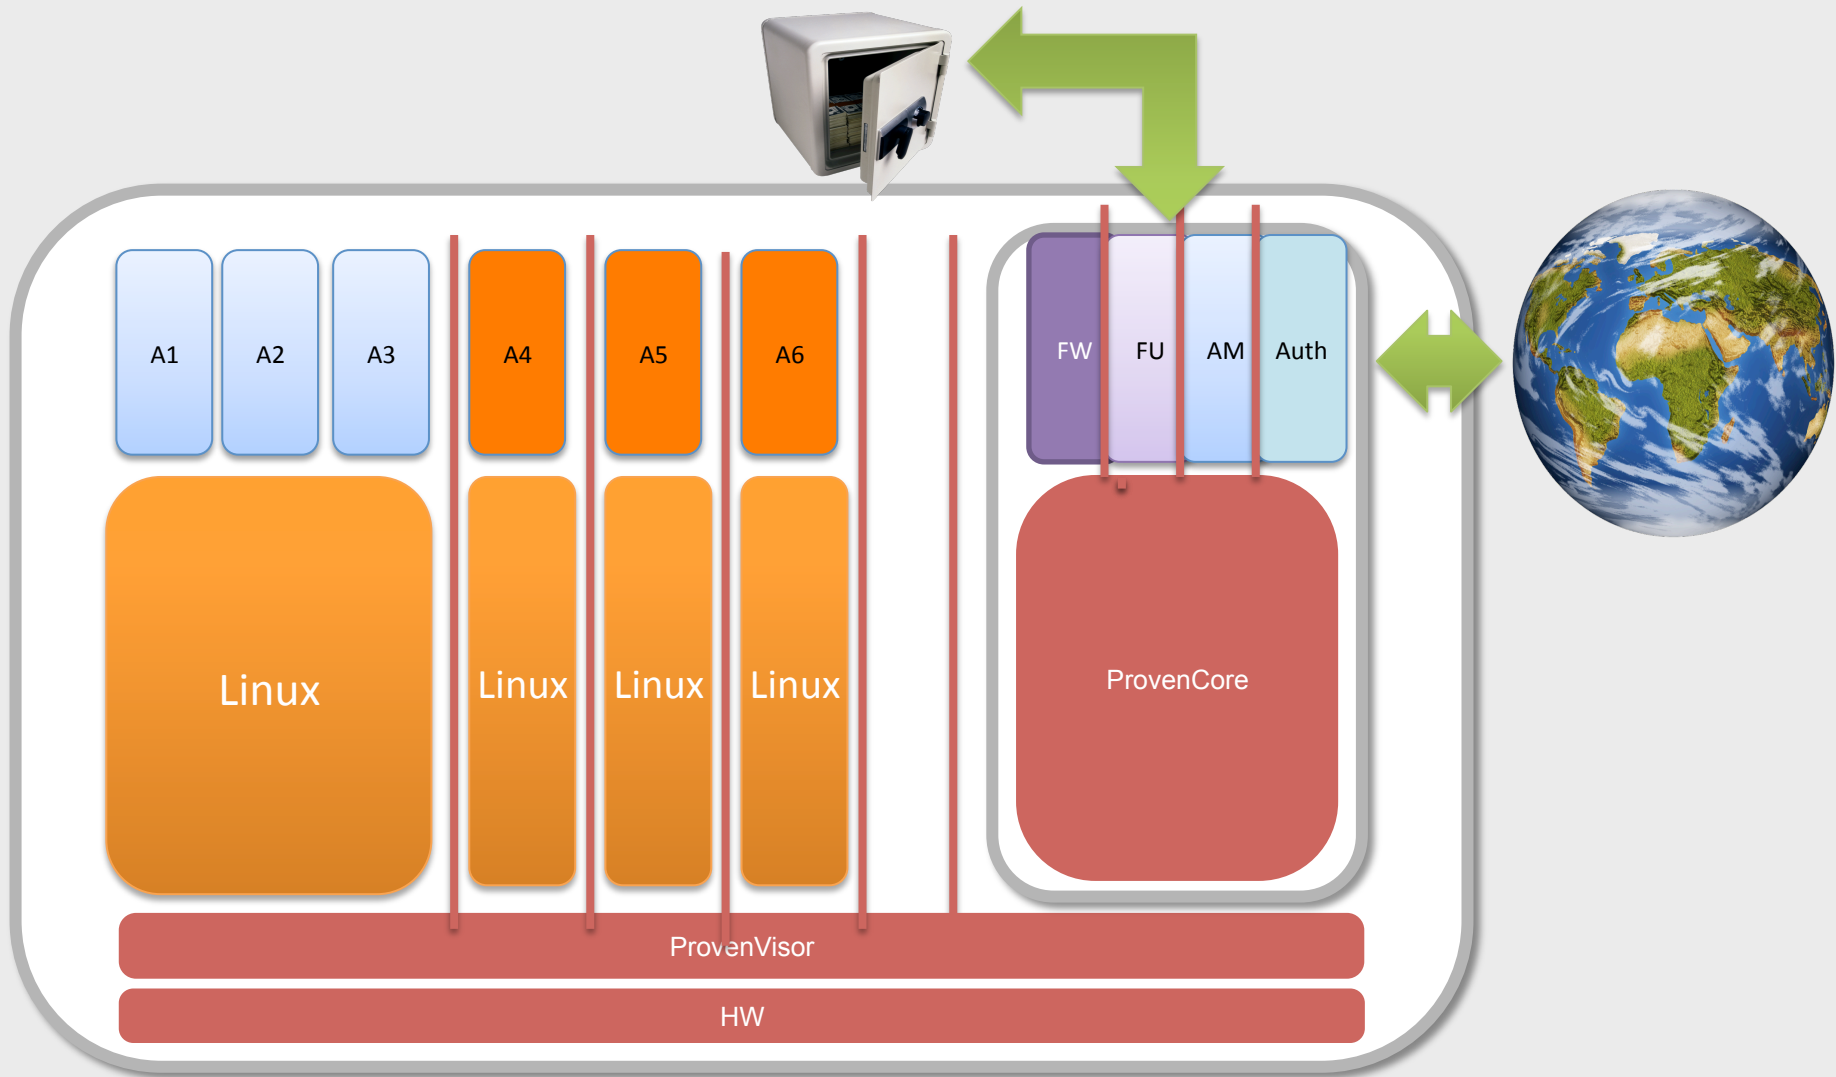 A1
A2
A3
A4
A5
A6
FW
FU
AM
Auth
Linux
Linux
Linux
Linux
ProvenCore
ProvenVisor
HW